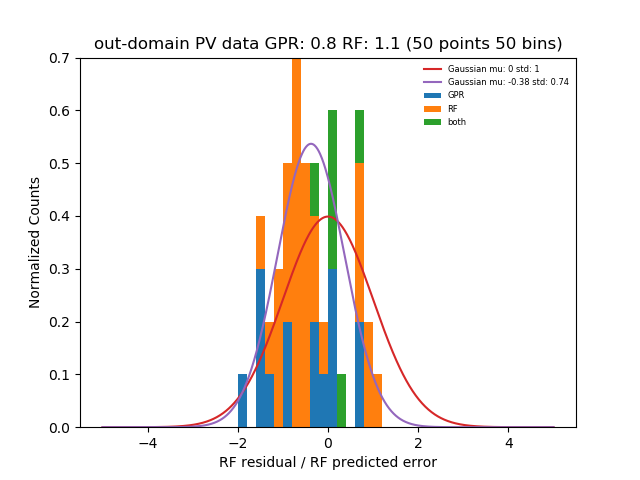 out-domain PV data GPR: 0.8 RF: 1.1 (50 points 50 bins)
Gaussian mu: 0 std: 1
Gaussian mu: -0.38 std: 0.74
GPR
RF
both
Normalized Counts
0.7
0.6
0.5
0.4
0.3
0.2
0.1
0.0
−4
−2
0
2
4
RF residual / RF predicted error